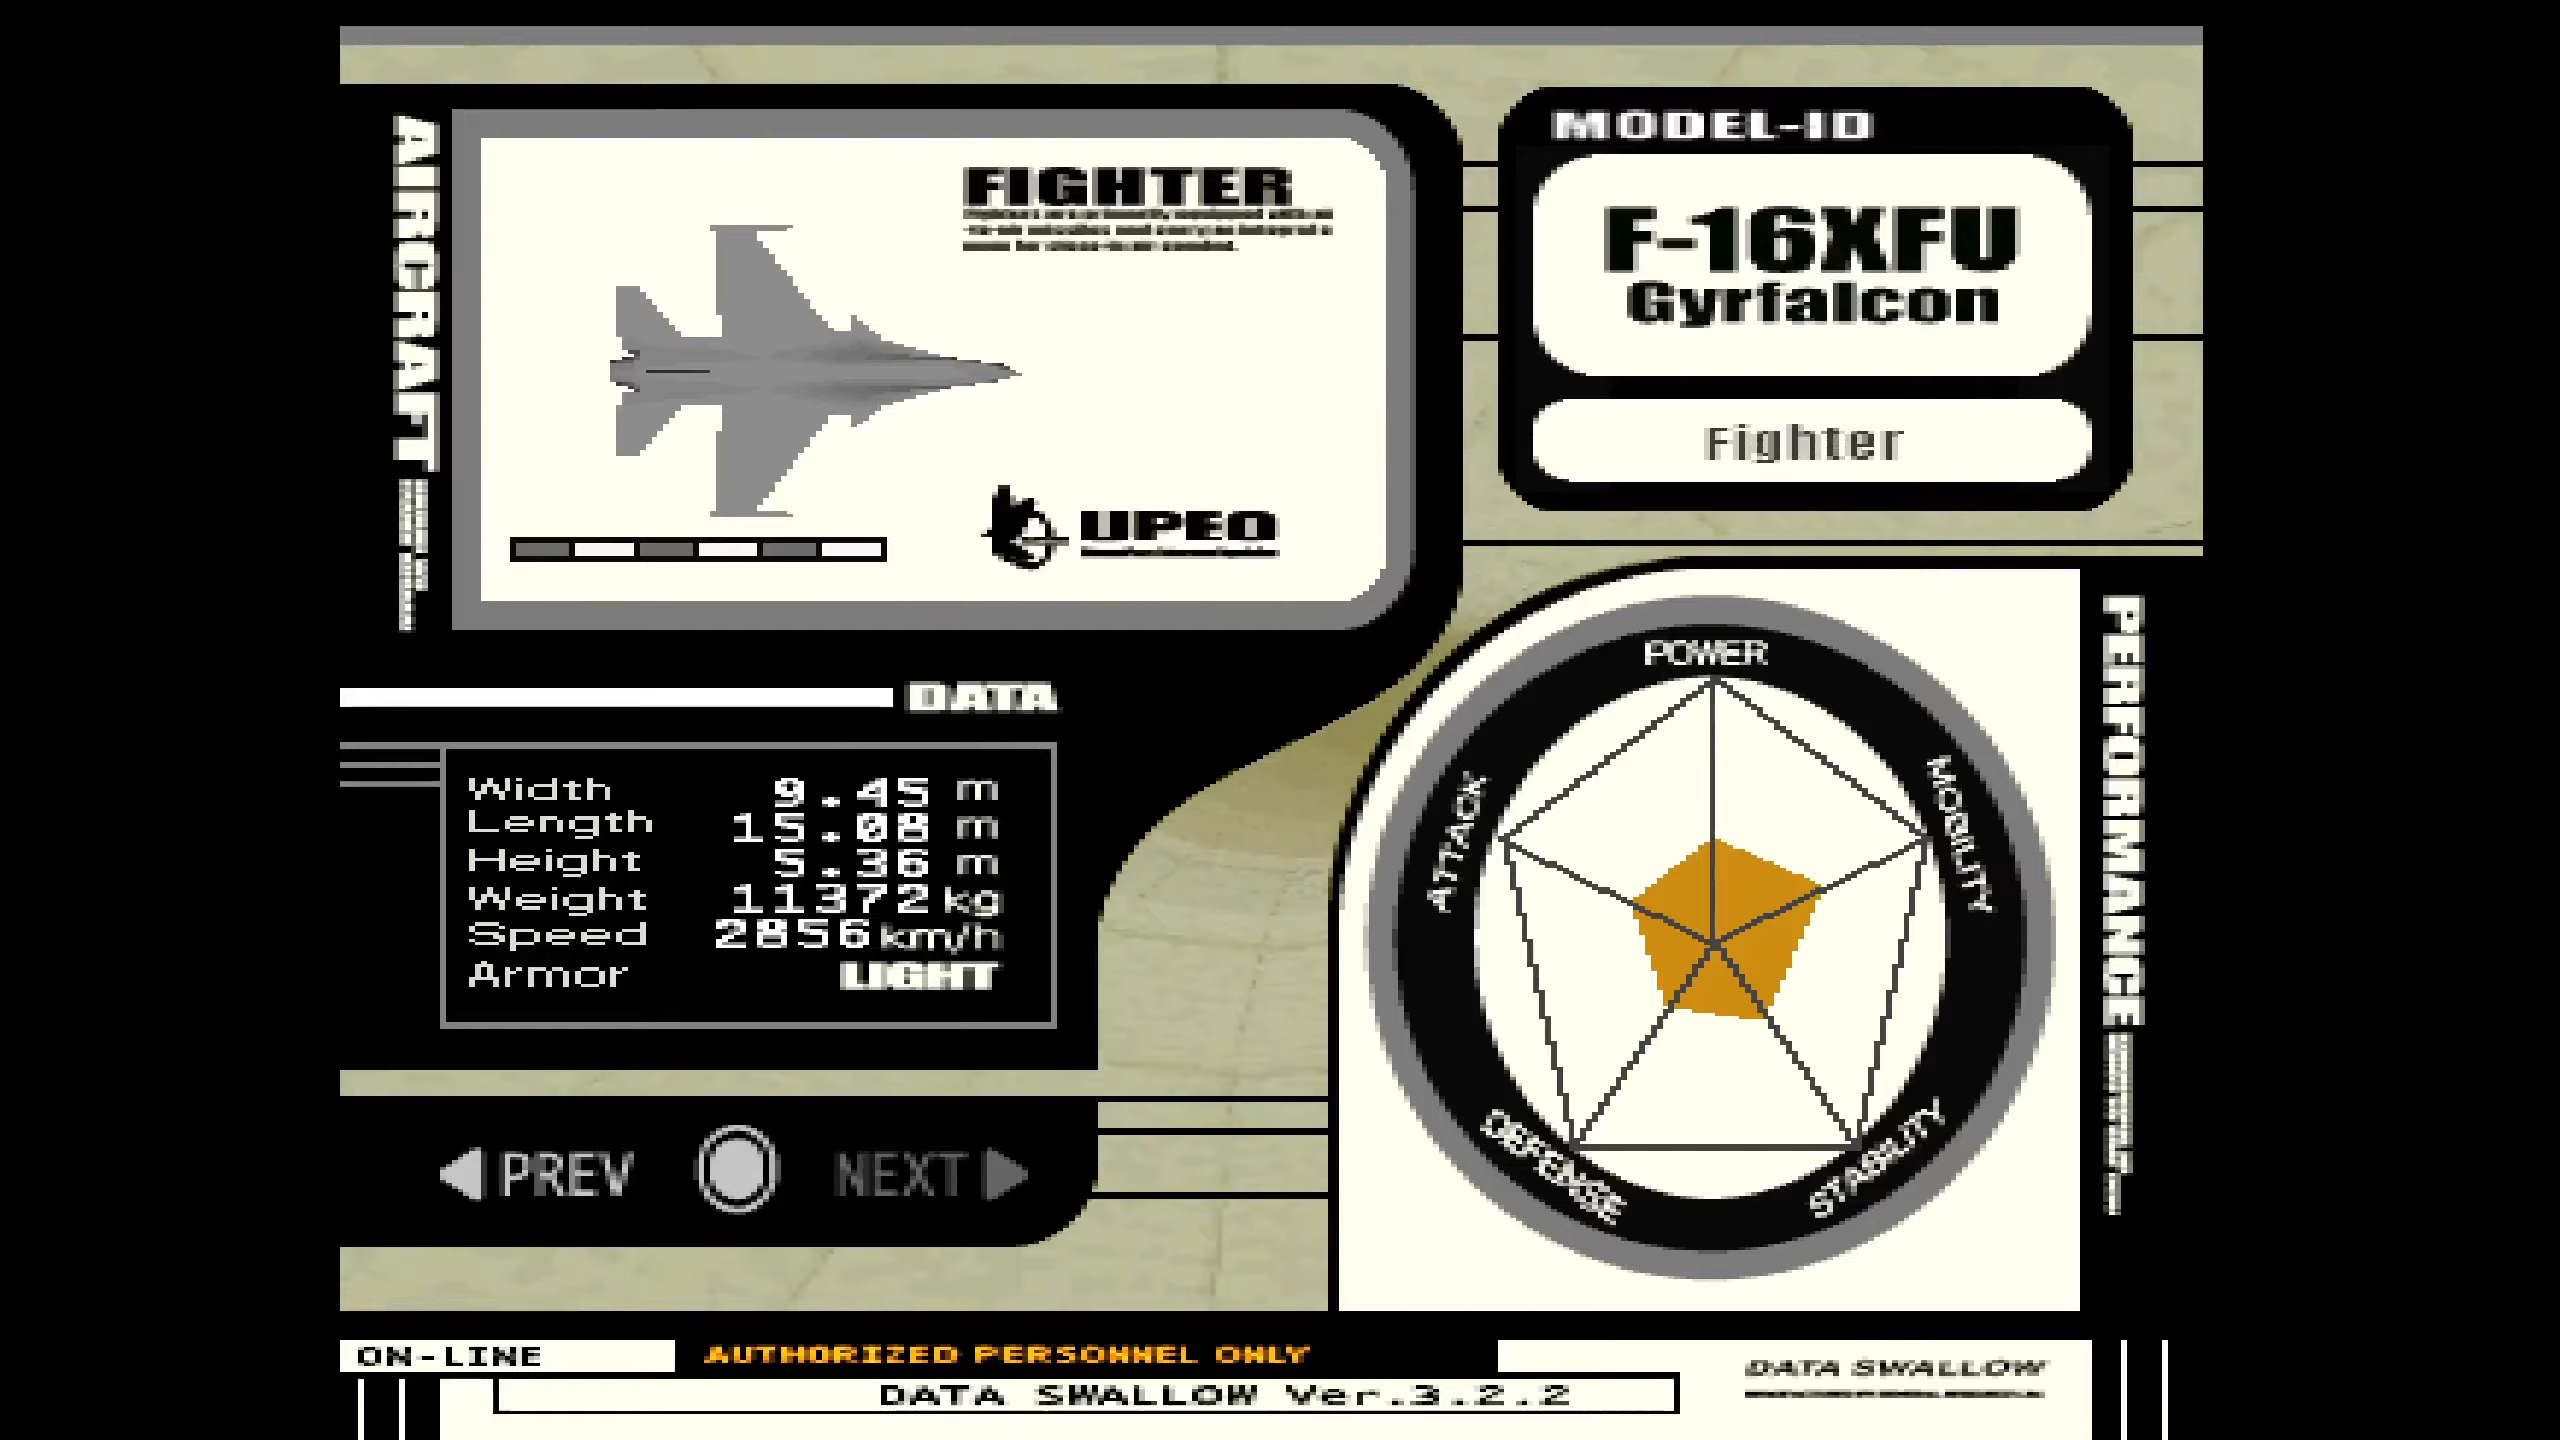 AIRCRAFT
FIGHTER
UPEO
MODEL-ID
F-16XFU
Gyrfalcon
Fighter
DATA
Width 9.45 m
Length 15.08 m
Height 5.36 m
Weight 11372 kg
Speed 2856 km/h
Armor LIGHT
PREV NEXT
PERFORMANCE
POWER
MOBILITY
STABILITY
DEFENSE
ATTACK
ON-LINE
AUTHORIZED PERSONNEL ONLY
DATA SWALLOW Ver.3.2.2
DATA SWALLOW